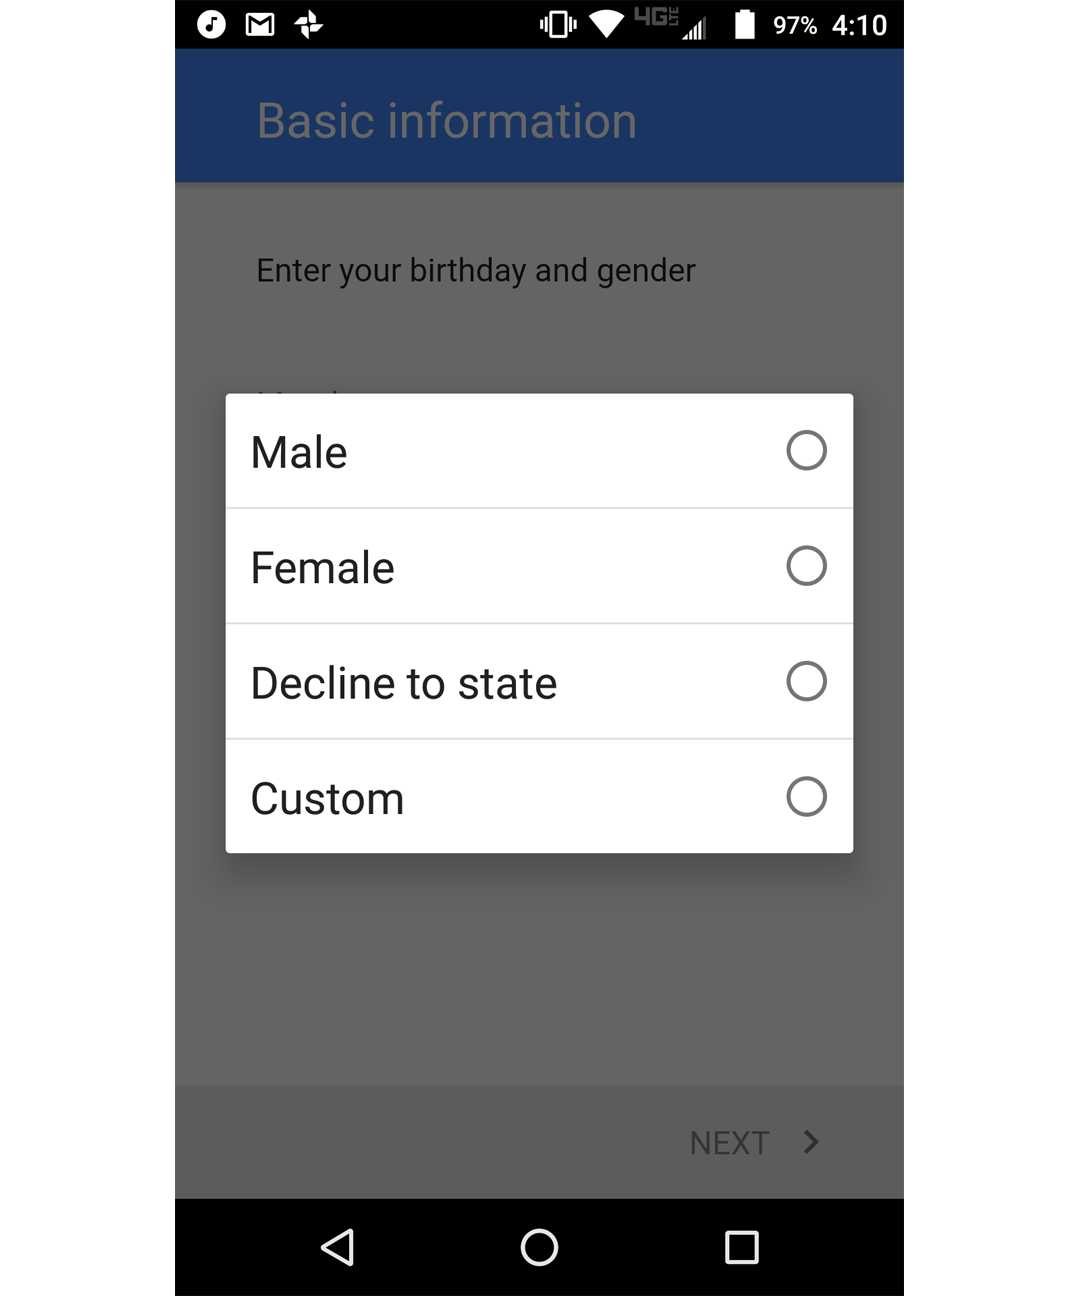 4G LTE 97% 4:10
Basic information
Enter your birthday and gender
Male
Female
Decline to state
Custom
NEXT